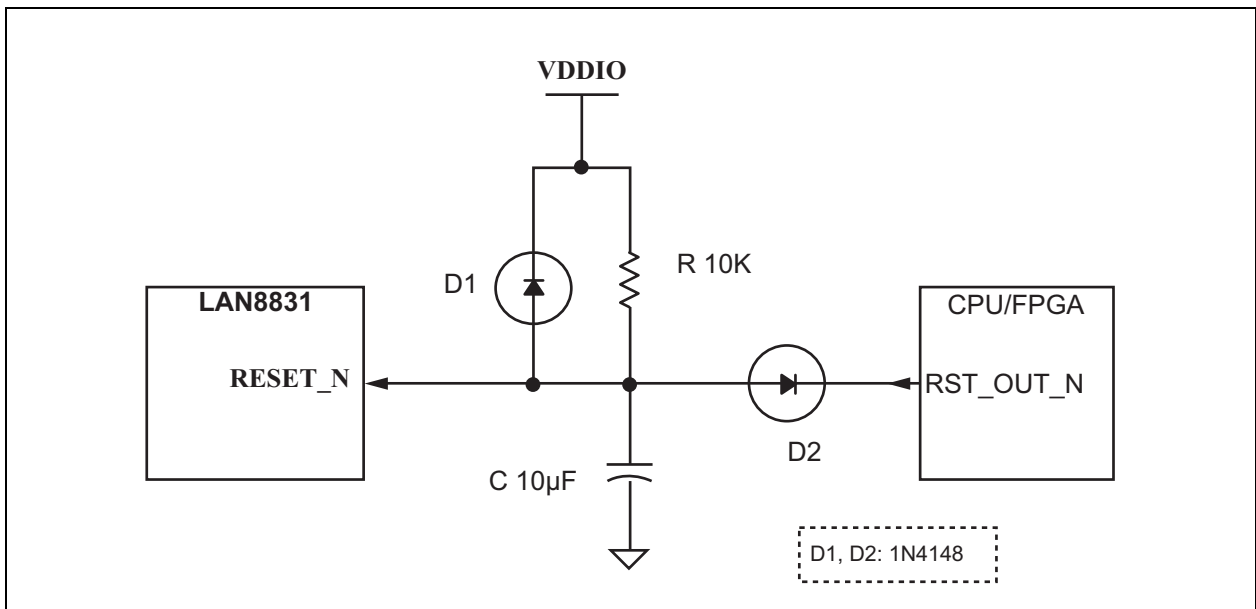 VDDIO
D1
R 10K
LAN8831
CPU/FPGA
RESET_N
RST_OUT_N
D2
C 10µF
D1, D2: 1N4148